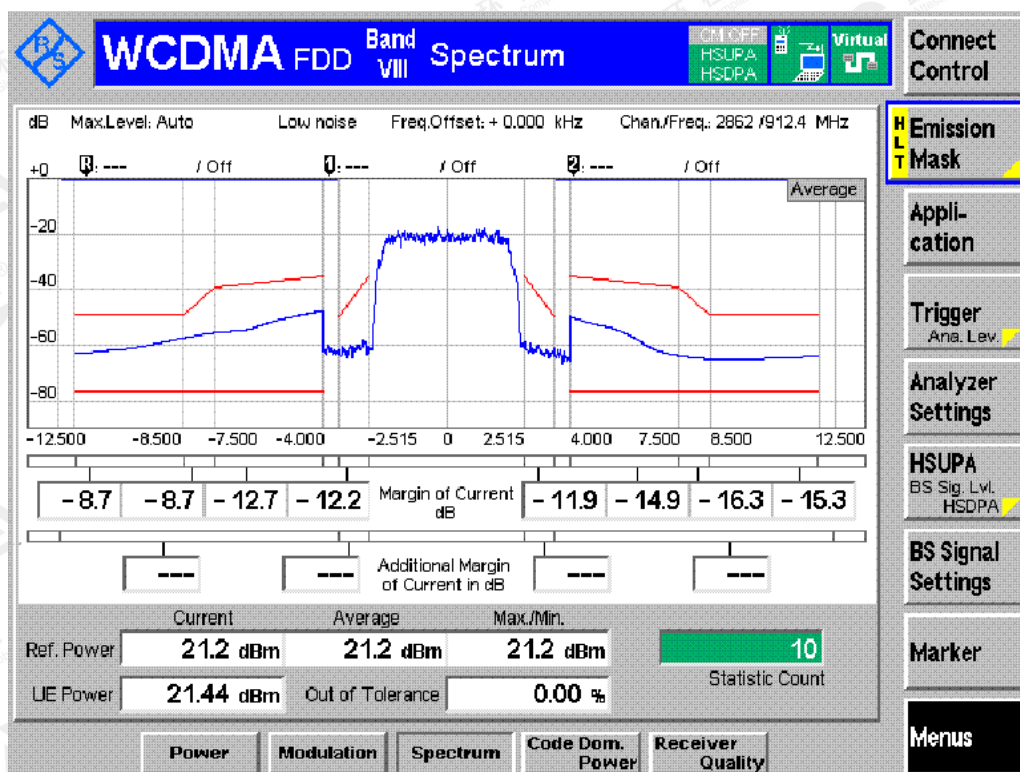 R&S
WCDMA FDD Band VIII Spectrum
CM OFF
HSUPA
HSDPA
Virtual
Connect Control
dB Max.Level: Auto Low noise Freq.Offset: + 0.000 kHz Chan./Freq.: 2862 /912.4 MHz
HLT Emission Mask
+0 R: --- / Off 1: --- / Off 2: --- / Off
Average
-20
-40
-60
-80
Appli-
cation
Trigger
Ana. Lev.
Analyzer Settings
-12.500 -8.500 -7.500 -4.000 -2.515 0 2.515 4.000 7.500 8.500 12.500
HSUPA
BS Sig. Lvl.
HSDPA
- 8.7 - 8.7 - 12.7 - 12.2 Margin of Current dB - 11.9 - 14.9 - 16.3 - 15.3
BS Signal Settings
--- --- Additional Margin of Current in dB --- ---
Current Average Max./Min.
Ref. Power 21.2 dBm 21.2 dBm 21.2 dBm 10
Statistic Count
UE Power 21.44 dBm Out of Tolerance 0.00 %
Marker
Menus
Power Modulation Spectrum Code Dom. Power Receiver Quality